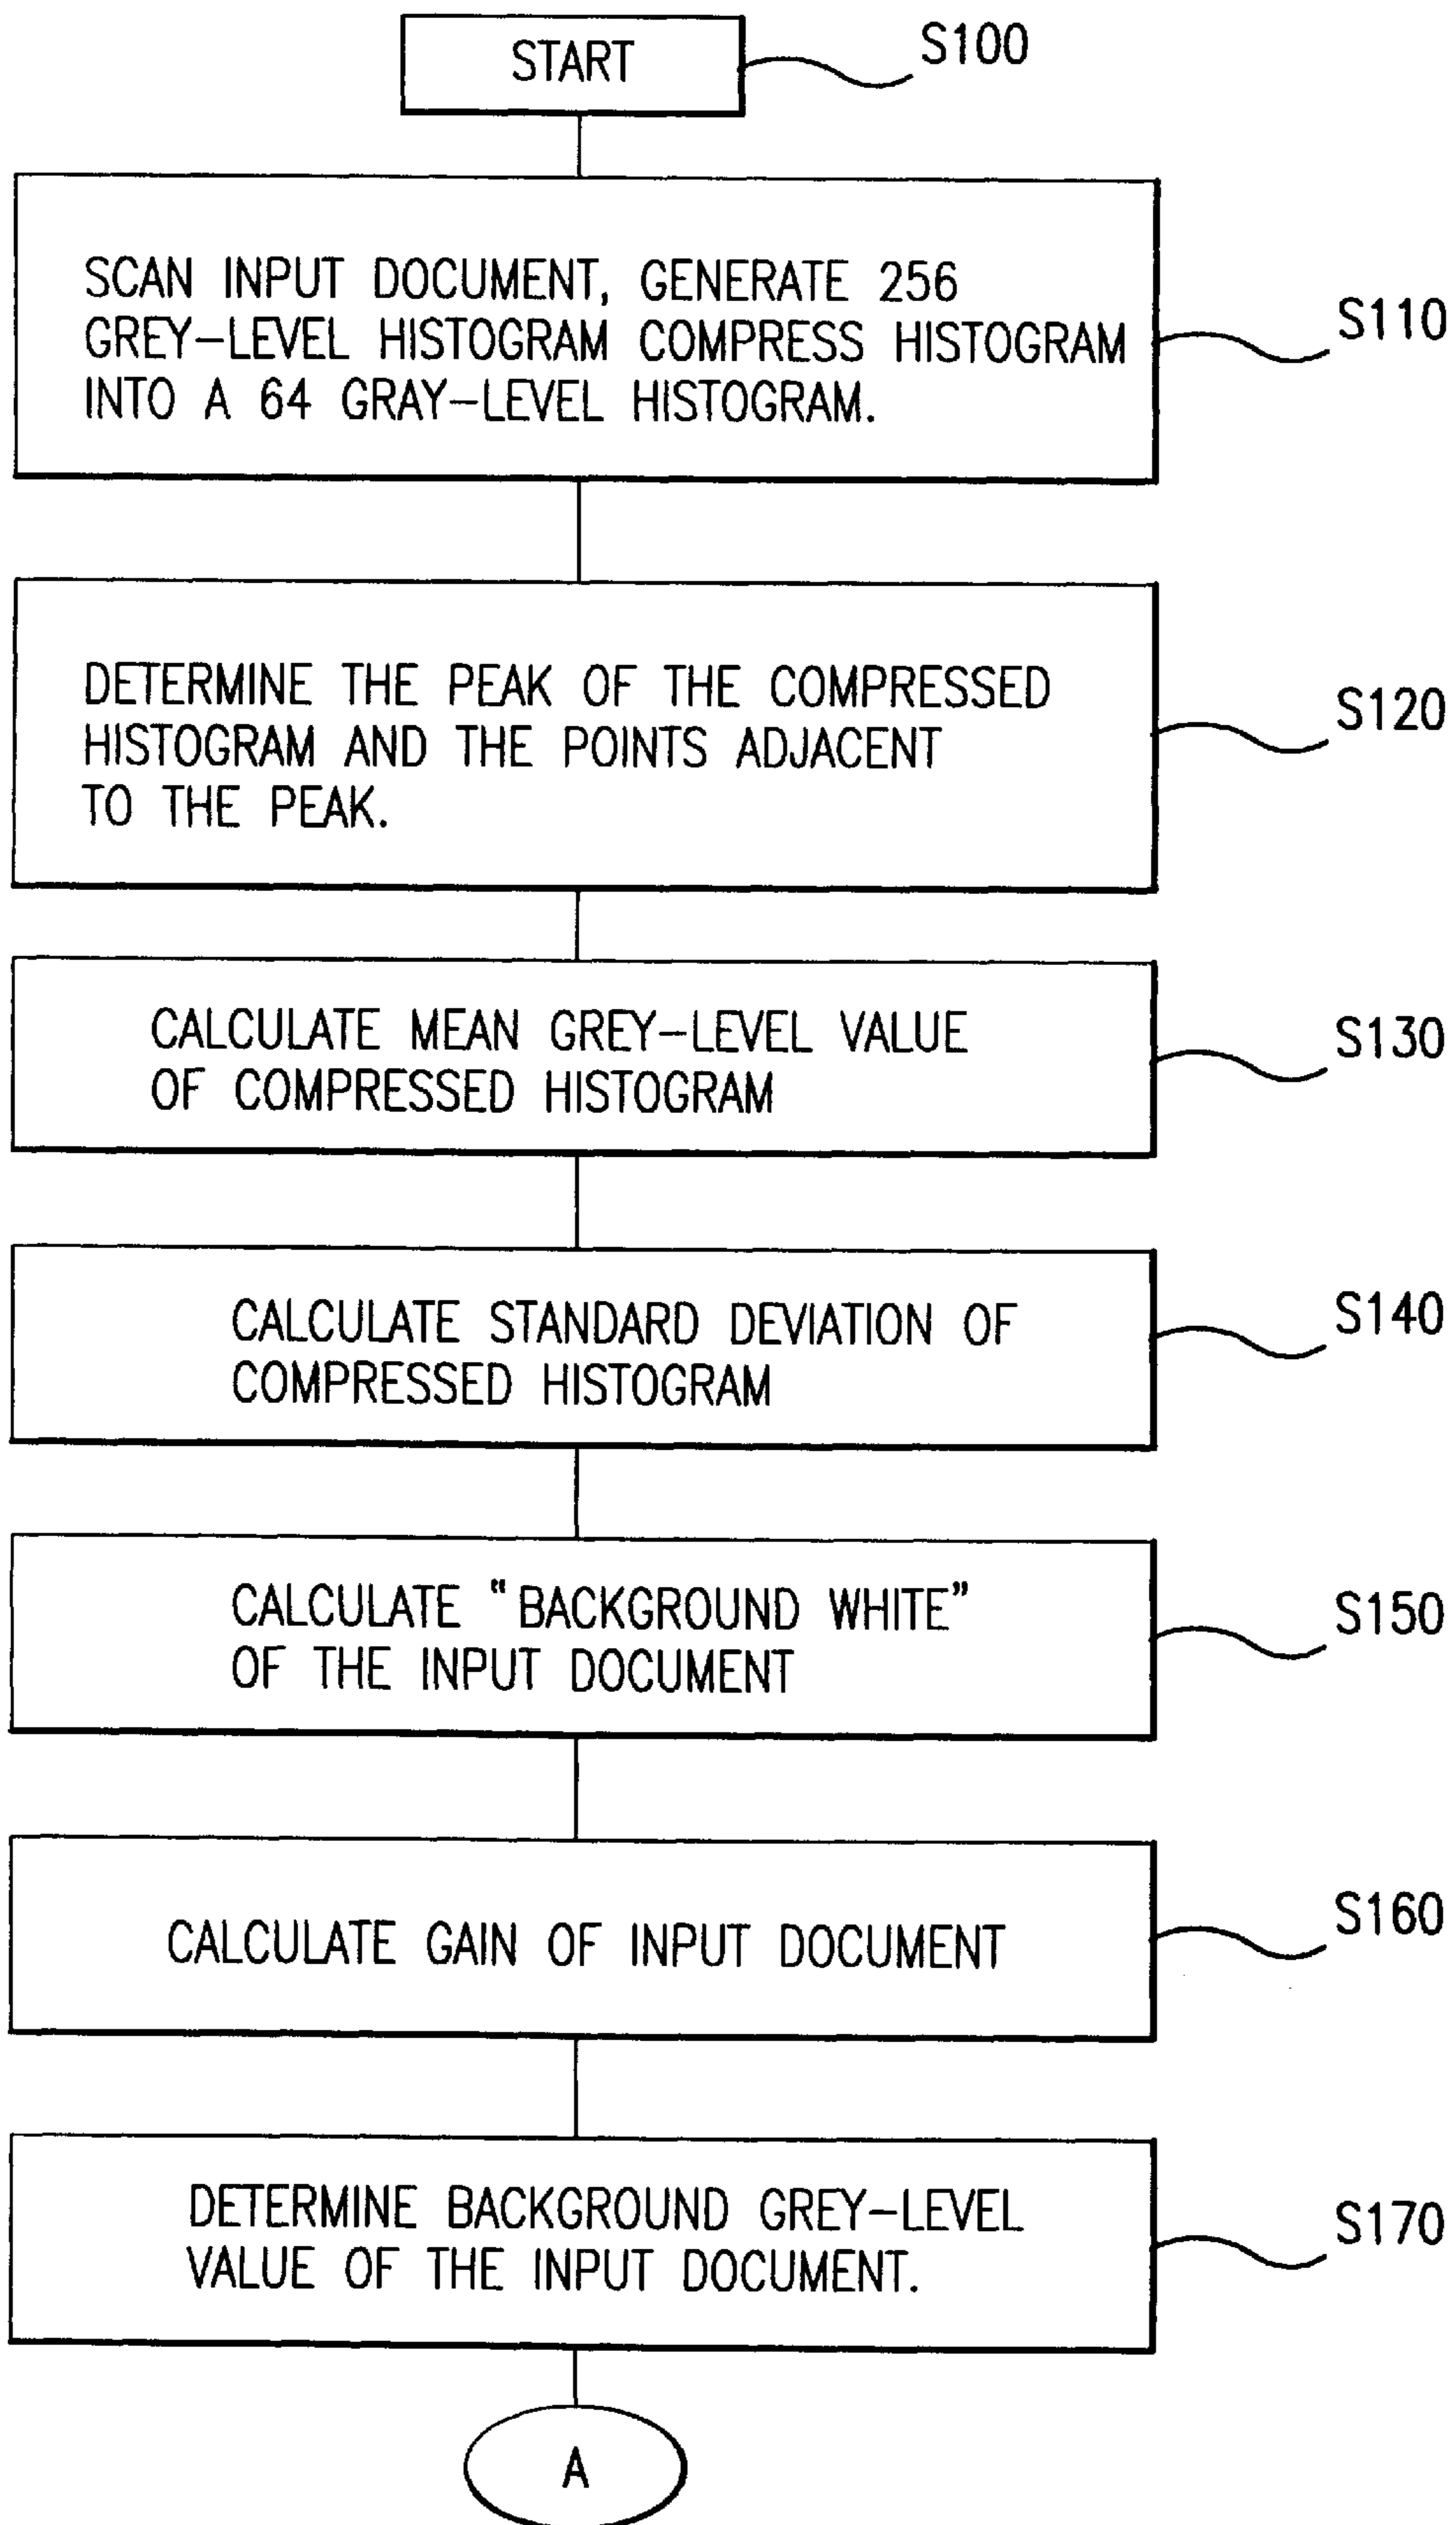 START
S100
SCAN INPUT DOCUMENT, GENERATE 256
GREY-LEVEL HISTOGRAM COMPRESS HISTOGRAM
INTO A 64 GRAY-LEVEL HISTOGRAM.
S110
DETERMINE THE PEAK OF THE COMPRESSED
HISTOGRAM AND THE POINTS ADJACENT
TO THE PEAK.
S120
CALCULATE MEAN GREY-LEVEL VALUE
OF COMPRESSED HISTOGRAM
S130
CALCULATE STANDARD DEVIATION OF
COMPRESSED HISTOGRAM
S140
CALCULATE "BACKGROUND WHITE"
OF THE INPUT DOCUMENT
S150
CALCULATE GAIN OF INPUT DOCUMENT
S160
DETERMINE BACKGROUND GREY-LEVEL
VALUE OF THE INPUT DOCUMENT.
S170
A